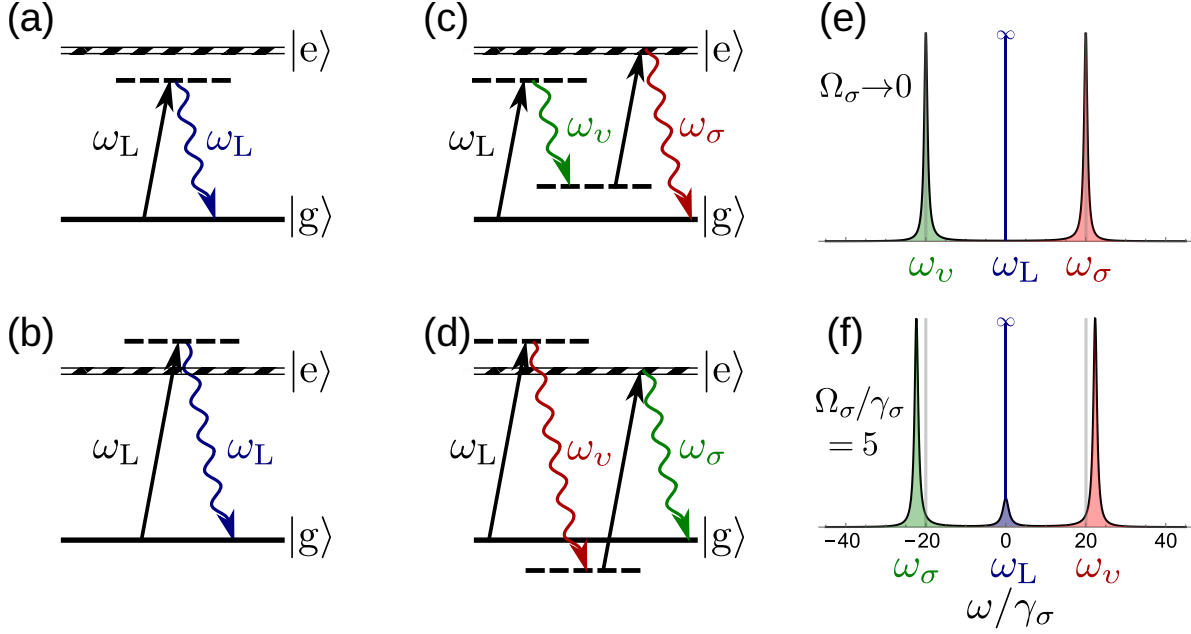 (a)
|e⟩
ω_L
ω_L
|g⟩
(b)
|e⟩
ω_L
ω_L
|g⟩
(c)
|e⟩
ω_L
ω_υ
ω_σ
|g⟩
(d)
|e⟩
ω_L
ω_υ
ω_σ
|g⟩
(e)
∞
Ω_σ→0
ω_υ ω_L ω_σ
(f)
∞
Ω_σ/γ_σ
= 5
−40 −20 0 20 40
ω_σ ω_L ω_υ
ω/γ_σ